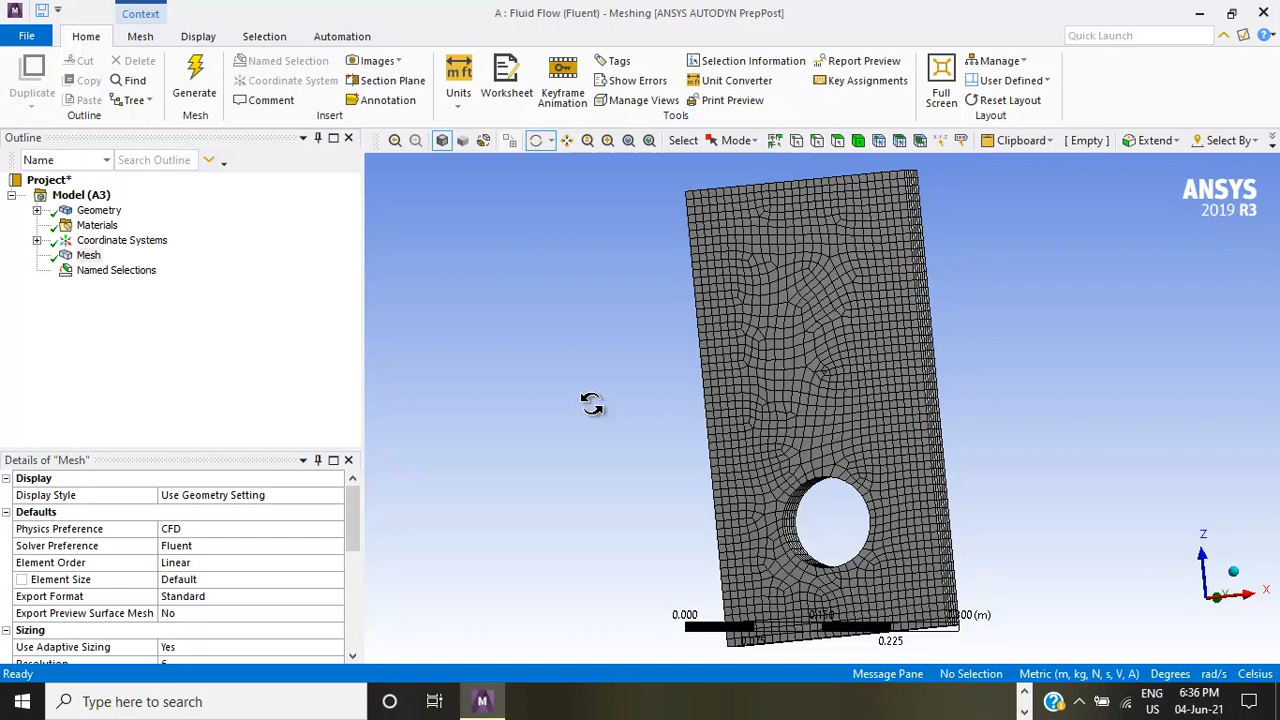 Context
A : Fluid Flow (Fluent) - Meshing [ANSYS AUTODYN PrepPost]
File
Home
Mesh
Display
Selection
Automation
Quick Launch
Duplicate
Cut
Copy
Paste
Delete
Find
Tree
Outline
Generate
Mesh
Named Selection
Coordinate System
Comment
Images
Section Plane
Annotation
Insert
Units
Worksheet
Keyframe
Animation
Tags
Show Errors
Manage Views
Selection Information
Unit Converter
Print Preview
Report Preview
Key Assignments
Tools
Full
Screen
Manage
User Defined
Reset Layout
Layout
Outline
Name
Search Outline
Select
Mode
Clipboard
[ Empty ]
Extend
Select By
Project*
Model (A3)
Geometry
Materials
Coordinate Systems
Mesh
Named Selections
ANSYS
2019 R3
Details of "Mesh"
Display
Display Style Use Geometry Setting
Defaults
Physics Preference CFD
Solver Preference Fluent
Element Order Linear
Element Size Default
Export Format Standard
Export Preview Surface Mesh No
Sizing
Use Adaptive Sizing Yes
0.000
(m)
0.225
Z
X
Ready
Message Pane
No Selection
Metric (m, kg, N, s, V, A)
Degrees
rad/s
Celsius
Type here to search
ENG
US
6:36 PM
04-Jun-21